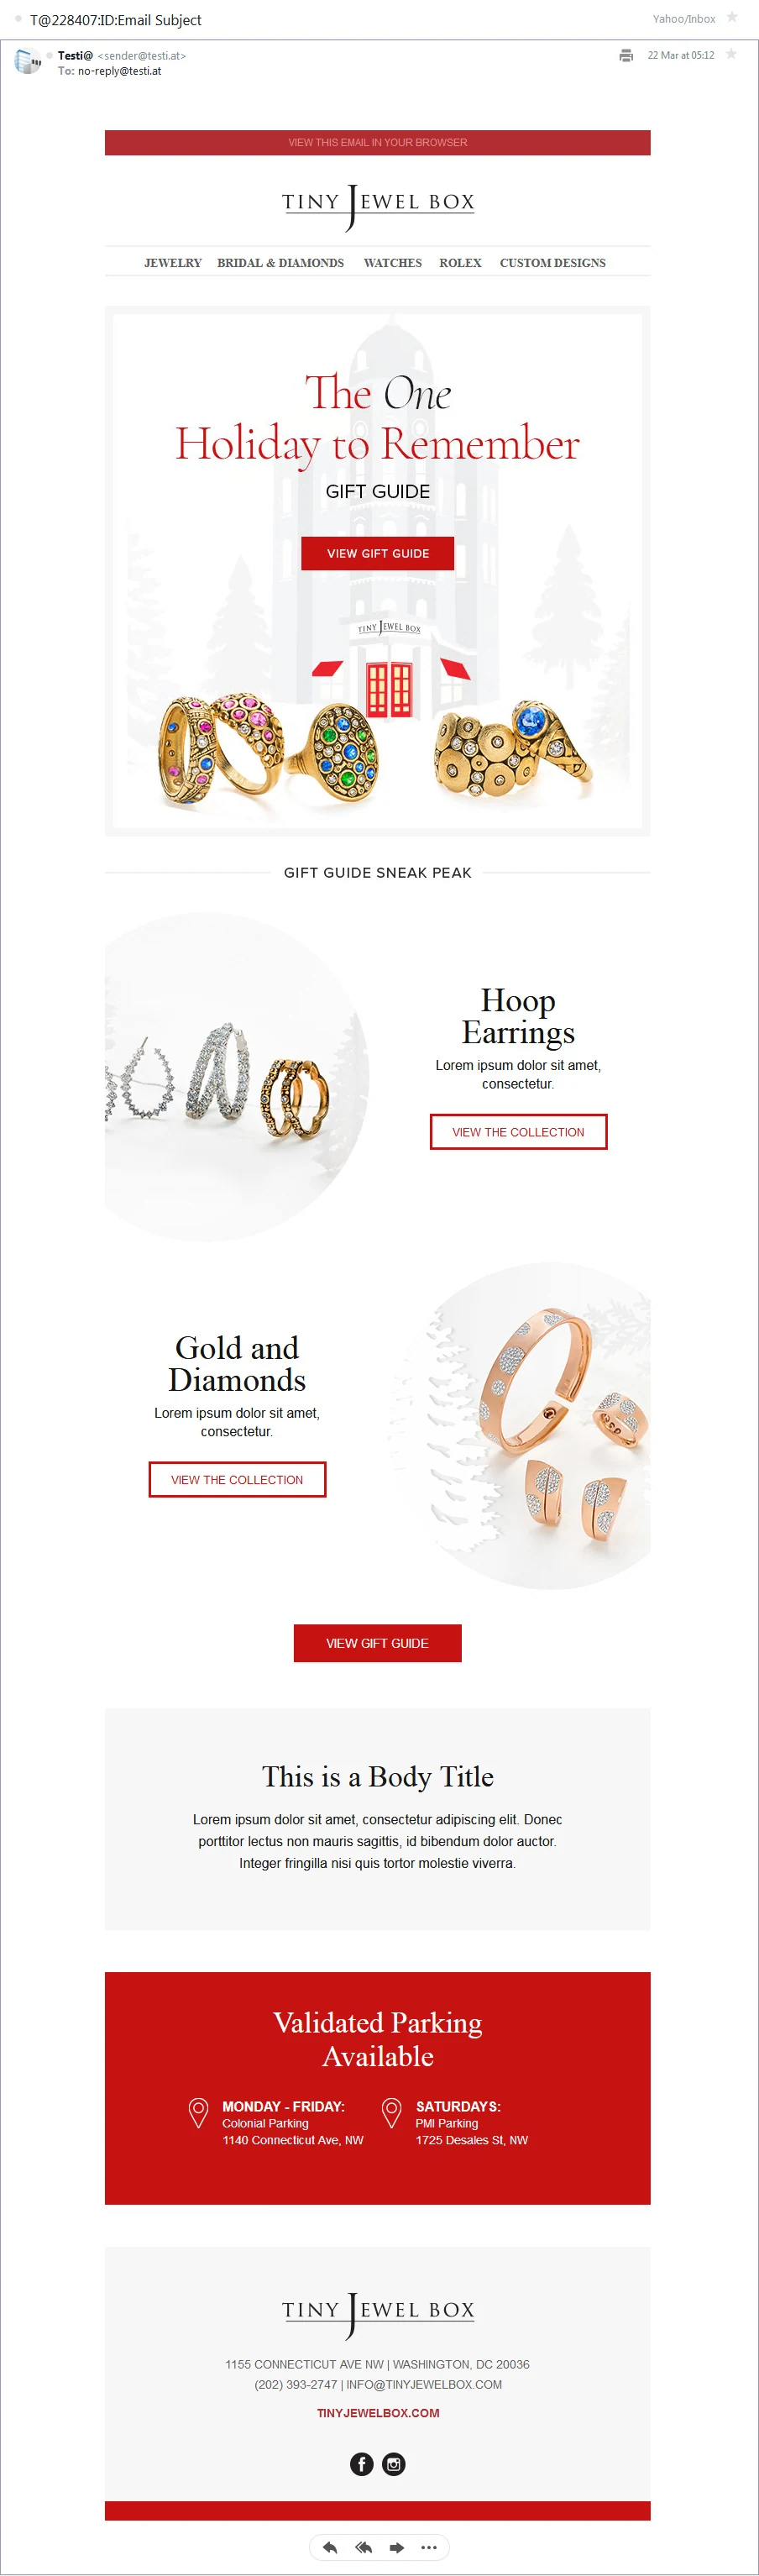 T@228407:ID:Email Subject
Yahoo/Inbox
Testi@ <sender@testi.at>
22 Mar at 05:12
To: no-reply@testi.at
VIEW THIS EMAIL IN YOUR BROWSER
TINY JEWEL BOX
JEWELRY BRIDAL & DIAMONDS WATCHES ROLEX CUSTOM DESIGNS
The One
Holiday to Remember
GIFT GUIDE
VIEW GIFT GUIDE
TINY JEWEL BOX
GIFT GUIDE SNEAK PEAK
Hoop
Earrings
Lorem ipsum dolor sit amet,
consectetur.
VIEW THE COLLECTION
Gold and
Diamonds
Lorem ipsum dolor sit amet,
consectetur.
VIEW THE COLLECTION
VIEW GIFT GUIDE
This is a Body Title
Lorem ipsum dolor sit amet, consectetur adipiscing elit. Donec
porttitor lectus non mauris sagittis, id bibendum dolor auctor.
Integer fringilla nisi quis tortor molestie viverra.
Validated Parking
Available
MONDAY - FRIDAY:
Colonial Parking
1140 Connecticut Ave, NW
SATURDAYS:
PMI Parking
1725 Desales St, NW
TINY JEWEL BOX
1155 CONNECTICUT AVE NW | WASHINGTON, DC 20036
(202) 393-2747 | INFO@TINYJEWELBOX.COM
TINYJEWELBOX.COM